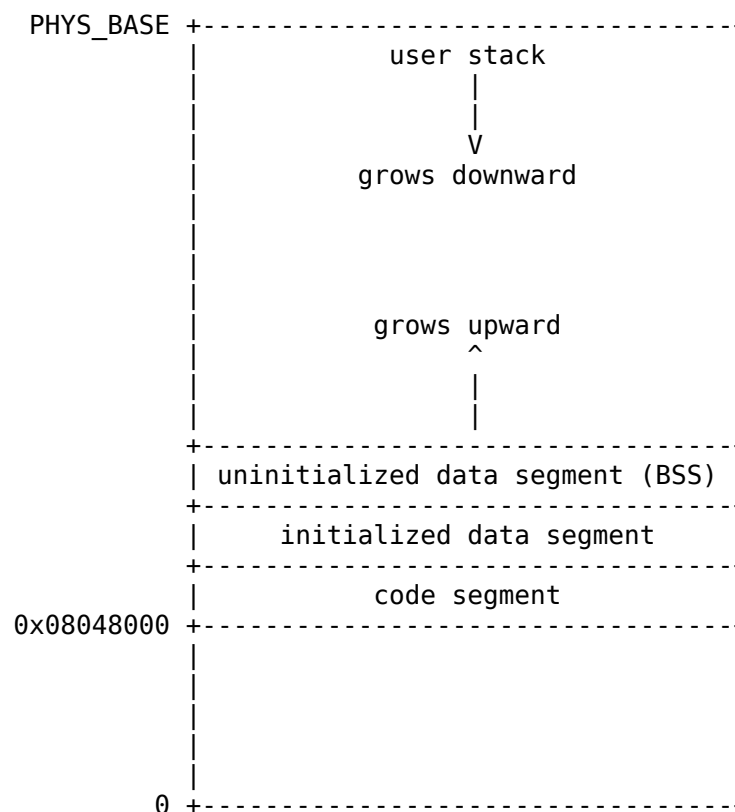 PHYS_BASE +----------------------------------
| user stack
| |
| |
| V
| grows downward
|
|
|
|
| grows upward
| ^
| |
| |
+----------------------------------
| uninitialized data segment (BSS)
+----------------------------------
| initialized data segment
+----------------------------------
| code segment
0x08048000 +----------------------------------
|
|
|
|
|
0 +----------------------------------